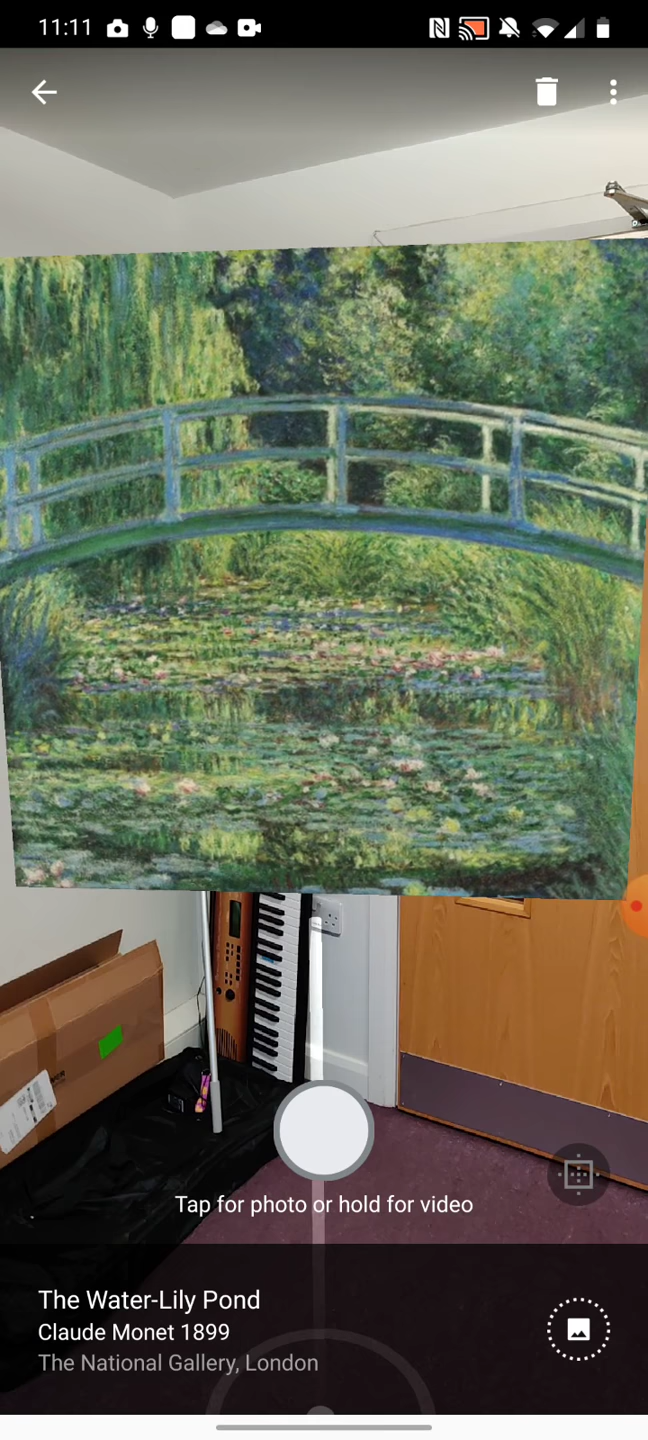 11:11
Tap for photo or hold for video
The Water-Lily Pond
Claude Monet 1899
The National Gallery, London